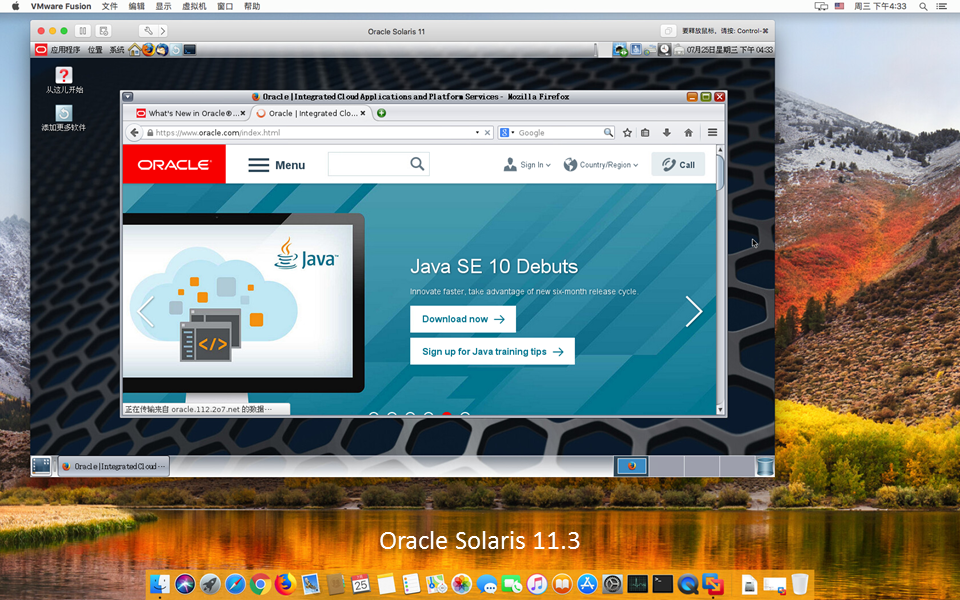 VMware Fusion 文件 编辑 显示 虚拟机 窗口 帮助 周三 下午4:33
Oracle Solaris 11 要释放鼠标，请按: Control-⌘
应用程序 位置 系统 07月25日星期三 下午 04:33
从这儿开始
添加更多软件
Oracle | Integrated Cloud Applications and Platform Services - Mozilla Firefox
What's New in Oracle®... Oracle | Integrated Clo...
https://www.oracle.com/index.html Google
ORACLE Menu Sign In Country/Region Call
Java
Java SE 10 Debuts
Innovate faster, take advantage of new six-month release cycle.
Download now
Sign up for Java training tips
</>
正在传输来自 oracle.112.2o7.net 的数据…
Oracle | Integrated Cloud ...
Oracle Solaris 11.3
25